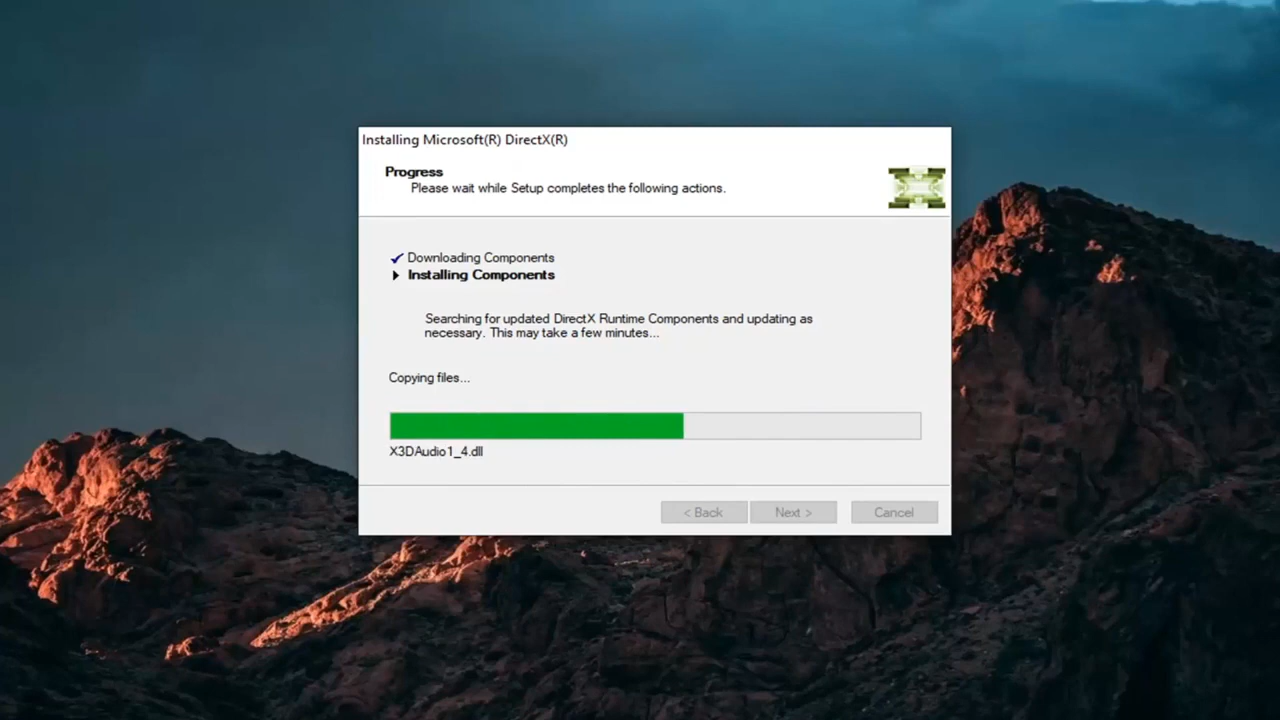 Installing Microsoft(R) DirectX(R)
Progress
Please wait while Setup completes the following actions.
Downloading Components
Installing Components
Searching for updated DirectX Runtime Components and updating as
necessary. This may take a few minutes...
Copying files...
X3DAudio1_4.dll
< Back
Next >
Cancel